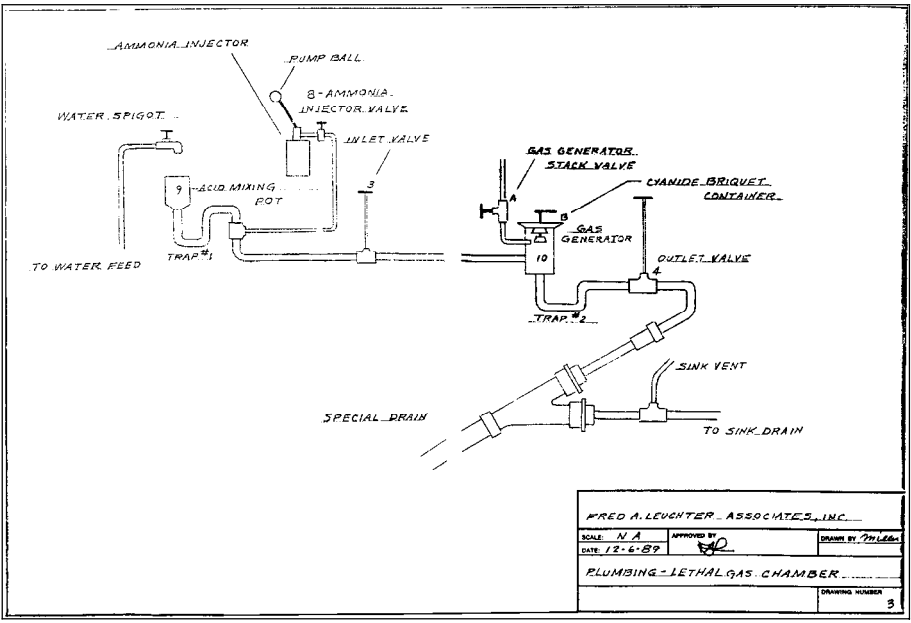 AMMONIA INJECTOR
PUMP BALL
8-AMMONIA
INJECTOR VALVE
WATER SPIGOT
INLET VALVE
GAS GENERATOR
STACK VALVE
3
9
ACID MIXING
POT
A
CYANIDE BRIQUET
CONTAINER
B
GAS
GENERATOR
10
TRAP #1
TO WATER FEED
OUTLET VALVE
4
TRAP #2
SINK VENT
SPECIAL DRAIN
TO SINK DRAIN
FRED A. LEUCHTER ASSOCIATES, INC.
SCALE: N A
APPROVED BY
DRAWN BY Miller
DATE: 12-6-89
PLUMBING - LETHAL GAS CHAMBER
DRAWING NUMBER
3